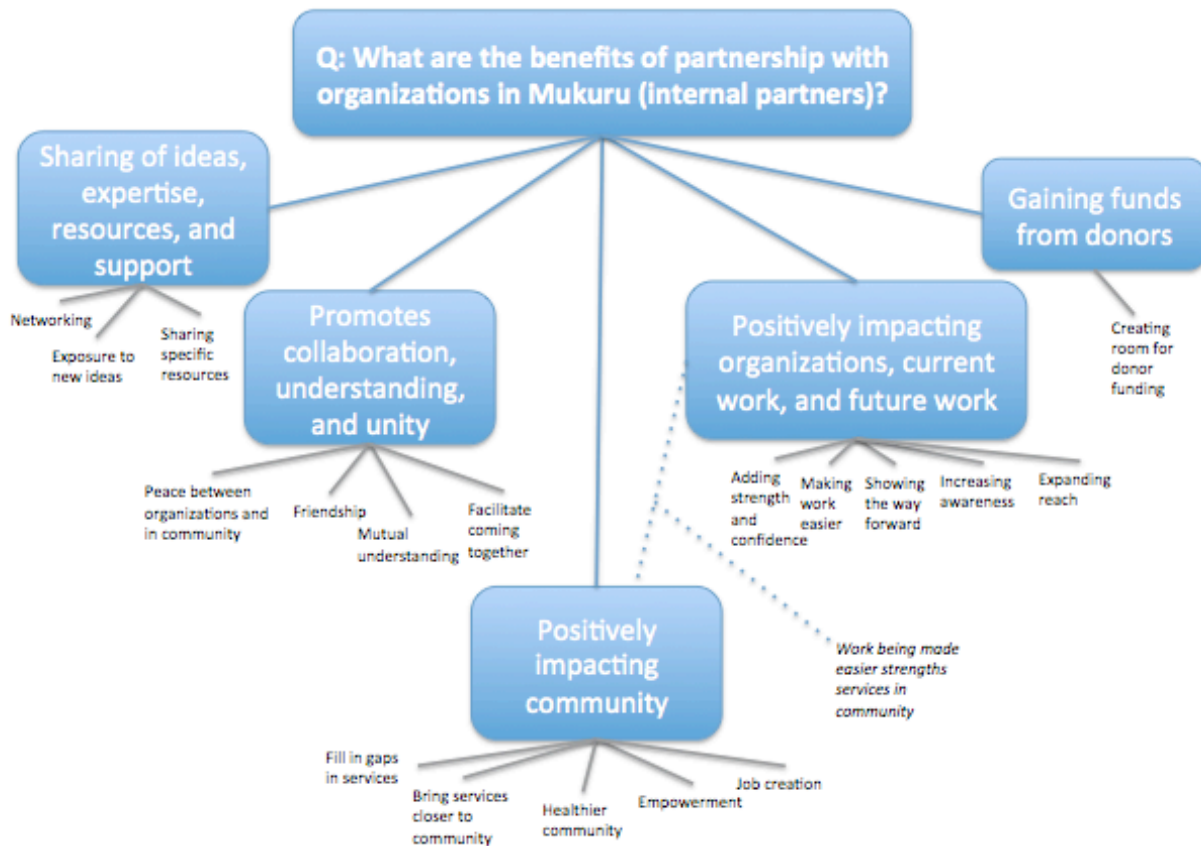 Q: What are the benefits of partnership with
organizations in Mukuru (internal partners)?
Sharing of ideas,
expertise,
resources, and
support
Networking
Exposure to
new ideas
Sharing
specific
resources
Promotes
collaboration,
understanding,
and unity
Peace between
organizations and
in community
Friendship
Mutual
understanding
Facilitate
coming
together
Positively
impacting
community
Fill in gaps
in services
Bring services
closer to
community
Healthier
community
Empowerment
Job creation
Positively impacting
organizations, current
work, and future work
Adding
strength
and
confidence
Making
work
easier
Showing
the way
forward
Increasing
awareness
Expanding
reach
Work being made
easier strengths
services in
community
Gaining funds
from donors
Creating
room for
donor
funding